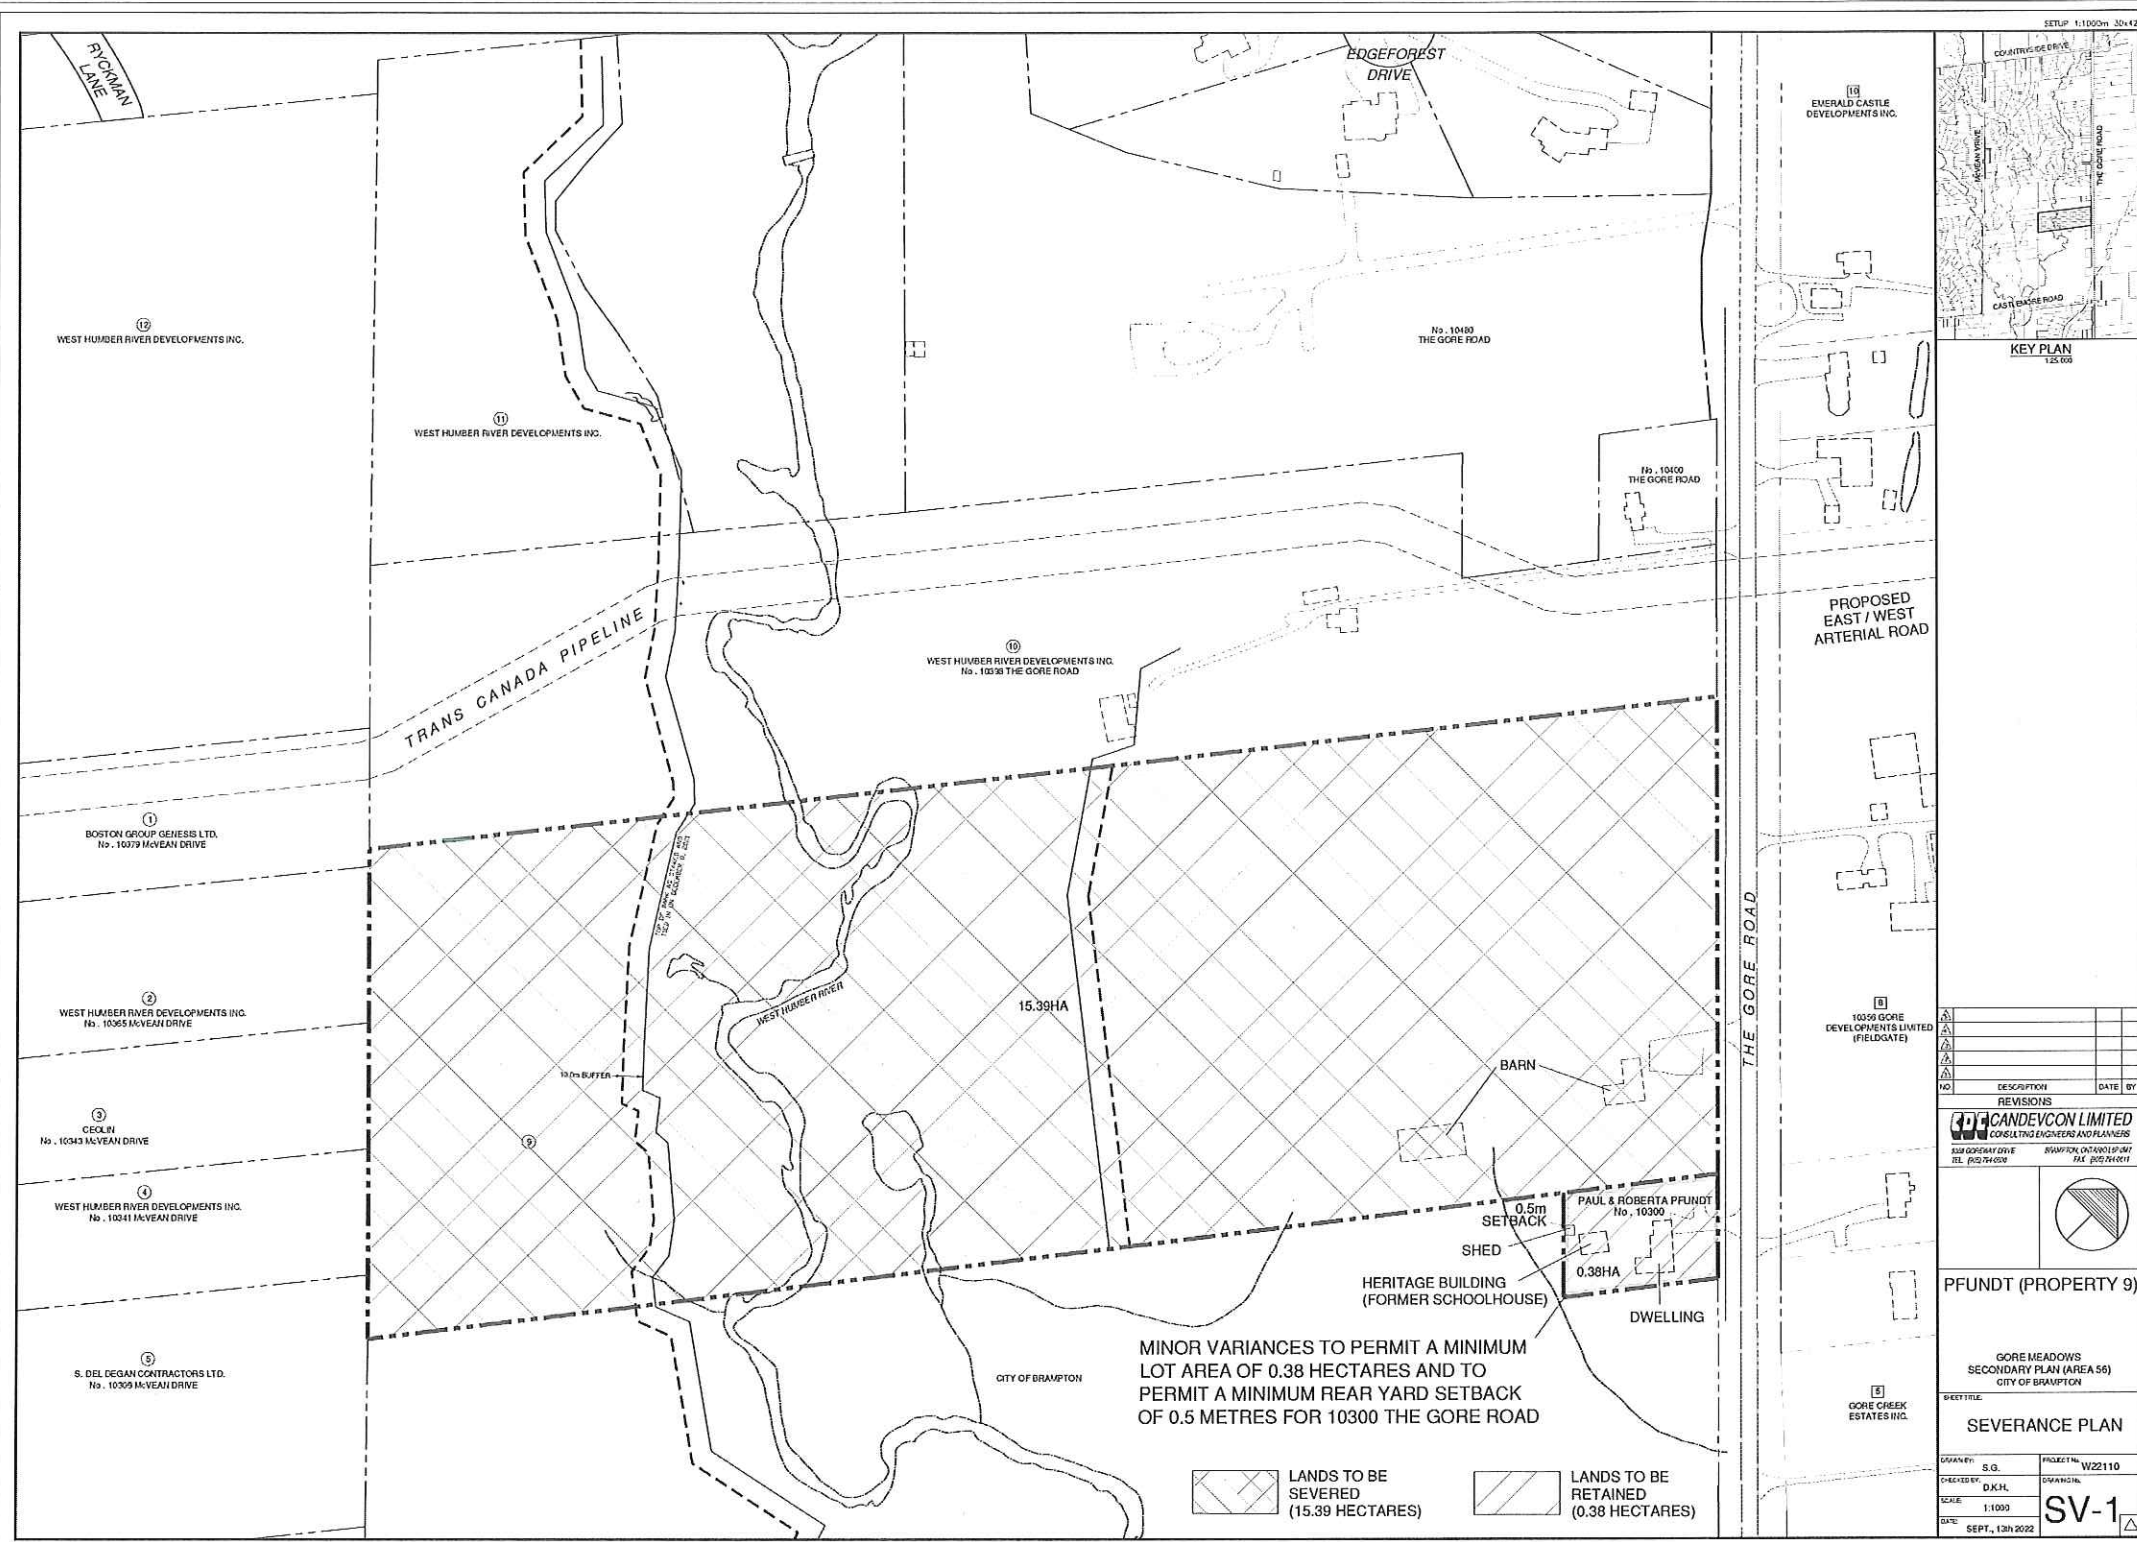 SETUP 1:1000m
RYCKMAN
LANE
EDGEFOREST
DRIVE
10
EMERALD CASTLE
DEVELOPMENTS INC.
COUNTRYSIDE DRIVE
THE GORE ROAD
CASTLEMORE ROAD
KEY PLAN
1:25 000
12
WEST HUMBER RIVER DEVELOPMENTS INC.
11
WEST HUMBER RIVER DEVELOPMENTS INC.
No. 10480
THE GORE ROAD
No. 10400
THE GORE ROAD
TRANS CANADA PIPELINE
10
WEST HUMBER RIVER DEVELOPMENTS INC.
No. 10398 THE GORE ROAD
PROPOSED
EAST / WEST
ARTERIAL ROAD
1
BOSTON GROUP GENESIS LTD.
No. 10379 McVEAN DRIVE
2
WEST HUMBER RIVER DEVELOPMENTS INC.
No. 10365 McVEAN DRIVE
3
CEOLIN
No. 10343 McVEAN DRIVE
4
WEST HUMBER RIVER DEVELOPMENTS INC.
No. 10341 McVEAN DRIVE
5
S. DEL DEGAN CONTRACTORS LTD.
No. 10309 McVEAN DRIVE
10.0m BUFFER
9
WEST HUMBER RIVER
15.39HA
BARN
THE GORE ROAD
8
10356 GORE
DEVELOPMENTS LIMITED
(FIELDGATE)
PAUL & ROBERTA PFUNDT
No. 10300
0.5m
SETBACK
SHED
0.38HA
HERITAGE BUILDING
(FORMER SCHOOLHOUSE)
DWELLING
CITY OF BRAMPTON
MINOR VARIANCES TO PERMIT A MINIMUM
LOT AREA OF 0.38 HECTARES AND TO
PERMIT A MINIMUM REAR YARD SETBACK
OF 0.5 METRES FOR 10300 THE GORE ROAD
LANDS TO BE
SEVERED
(15.39 HECTARES)
LANDS TO BE
RETAINED
(0.38 HECTARES)
GORE CREEK
ESTATES INC.
NO. DESCRIPTION DATE BY
REVISIONS
CDC CANDEVCON LIMITED
CONSULTING ENGINEERS AND PLANNERS
PFUNDT (PROPERTY 9)
GORE MEADOWS
SECONDARY PLAN (AREA 56)
CITY OF BRAMPTON
SHEET TITLE:
SEVERANCE PLAN
DRAWN BY: S.G. PROJECT No. W22110
CHECKED BY: D.K.H. DRAWING No.
SCALE: 1:1000
SV-1
DATE: SEPT., 13th 2022